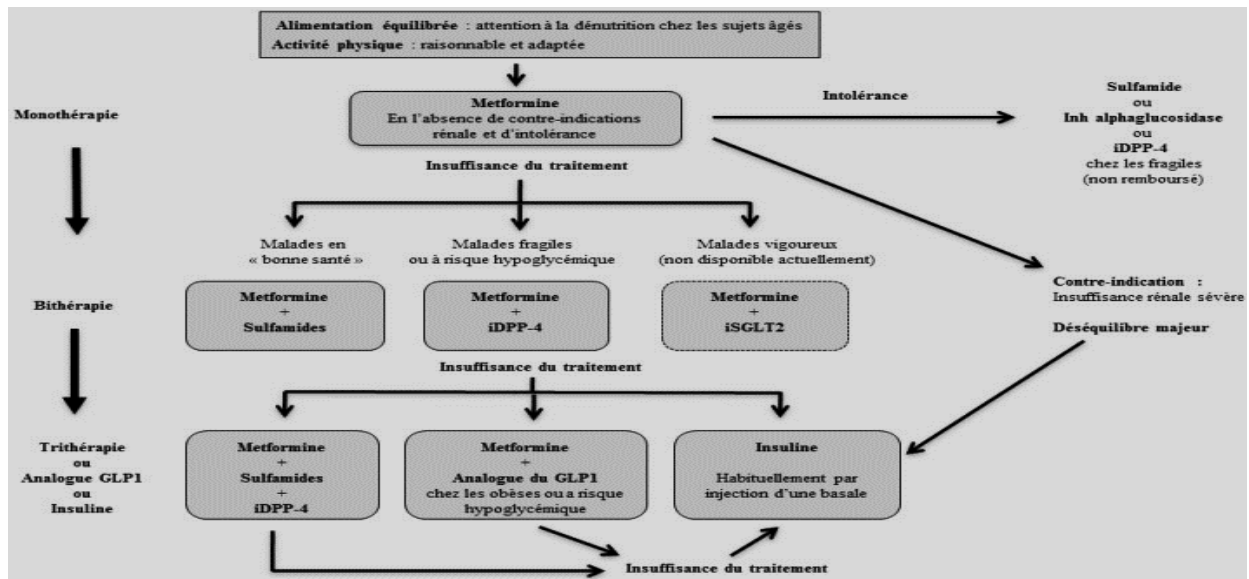 Alimentation équilibrée : attention à la dénutrition chez les sujets âgés
Activité physique : raisonnable et adaptée
Monothérapie
Metformine
En l'absence de contre-indications
rénale et d'intolérance
Intolérance
Sulfamide
ou
Inh alphaglucosidase
ou
iDPP-4
chez les fragiles
(non remboursé)
Insuffisance du traitement
Malades en
« bonne santé »
Malades fragiles
ou à risque hypoglycémique
Malades vigoureux
(non disponible actuellement)
Bithérapie
Metformine
+
Sulfamides
Metformine
+
iDPP-4
Metformine
+
iSGLT2
Contre-indication :
Insuffisance rénale sévère
Déséquilibre majeur
Insuffisance du traitement
Trithérapie
ou
Analogue GLP1
ou
Insuline
Metformine
+
Sulfamides
+
iDPP-4
Metformine
+
Analogue du GLP1
chez les obèses ou a risque
hypoglycémique
Insuline
Habituellement par
injection d'une basale
Insuffisance du traitement